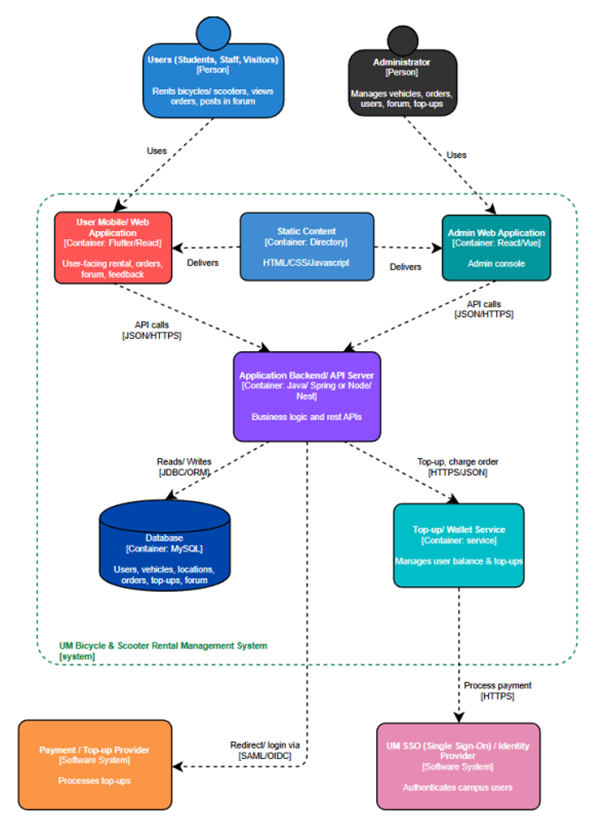 Users (Students, Staff, Visitors)
[Person]
Rents bicycles/ scooters, views
orders, posts in forum
Administrator
[Person]
Manages vehicles, orders,
users, forum, top-ups
Uses
Uses
User Mobile/ Web
Application
[Container: Flutter/React]
User-facing rental, orders,
forum, feedback
Static Content
[Container: Directory]
HTML/CSS/Javascript
Admin Web Application
[Container: React/Vue]
Admin console
Delivers
Delivers
API calls
[JSON/HTTPS]
API calls
[JSON/HTTPS]
Application Backend/ API Server
[Container: Java/ Spring or Node/
Nest]
Business logic and rest APIs
Reads/ Writes
[JDBC/ORM]
Top-up, charge order
[HTTPS/JSON]
Database
[Container: MySQL]
Users, vehicles, locations,
orders, top-ups, forum
Top-up/ Wallet Service
[Container: service]
Manages user balance & top-ups
UM Bicycle & Scooter Rental Management System
[system]
Process payment
[HTTPS]
Redirect/ login via
[SAML/OIDC]
Payment / Top-up Provider
[Software System]
Processes top-ups
UM SSO (Single Sign-On) / Identity
Provider
[Software System]
Authenticates campus users